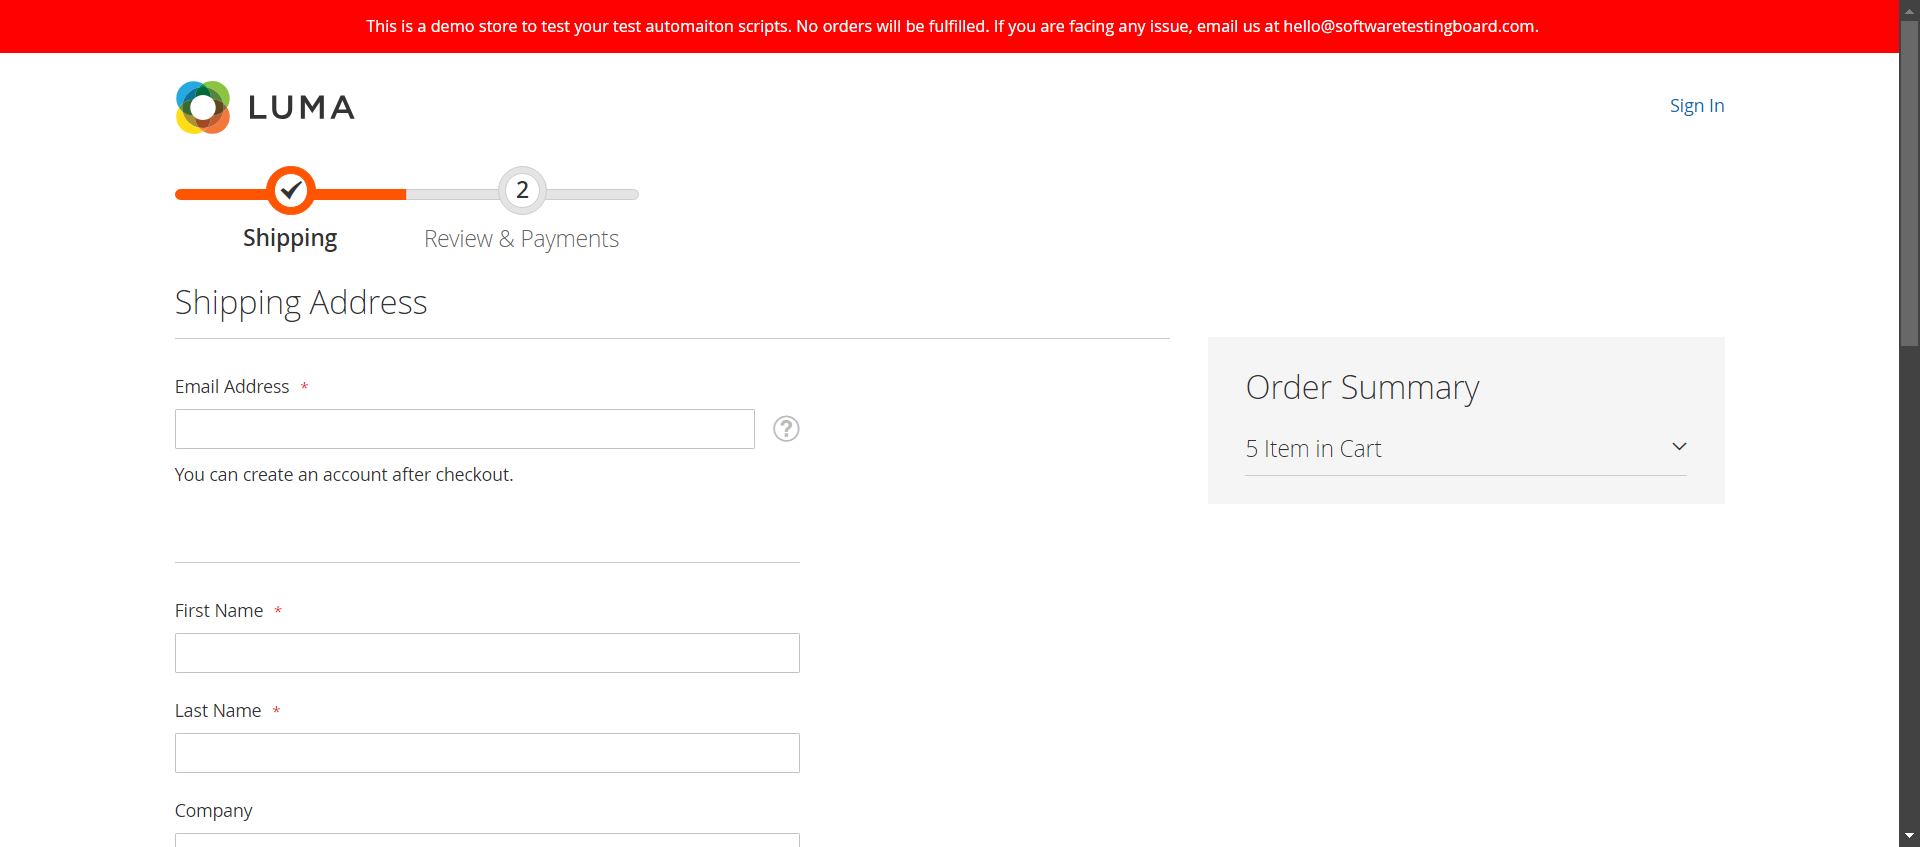 This is a demo store to test your test automaiton scripts. No orders will be fulfilled. If you are facing any issue, email us at hello@softwaretestingboard.com.
LUMA
Sign In
2
Shipping
Review & Payments
Shipping Address
Email Address *
?
You can create an account after checkout.
Order Summary
5 Item in Cart
First Name *
Last Name *
Company